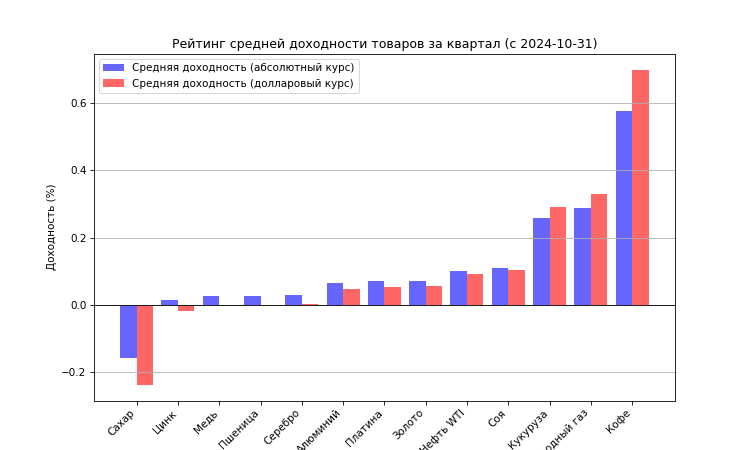 Рейтинг средней доходности товаров за квартал (с 2024-10-31)
Средняя доходность (абсолютный курс)
Средняя доходность (долларовый курс)
Доходность (%)
0.6
0.4
0.2
0.0
−0.2
Сахар
Цинк
Медь
Пшеница
Серебро
Алюминий
Платина
Золото
Нефть WTI
Соя
Кукуруза
газ
Кофе